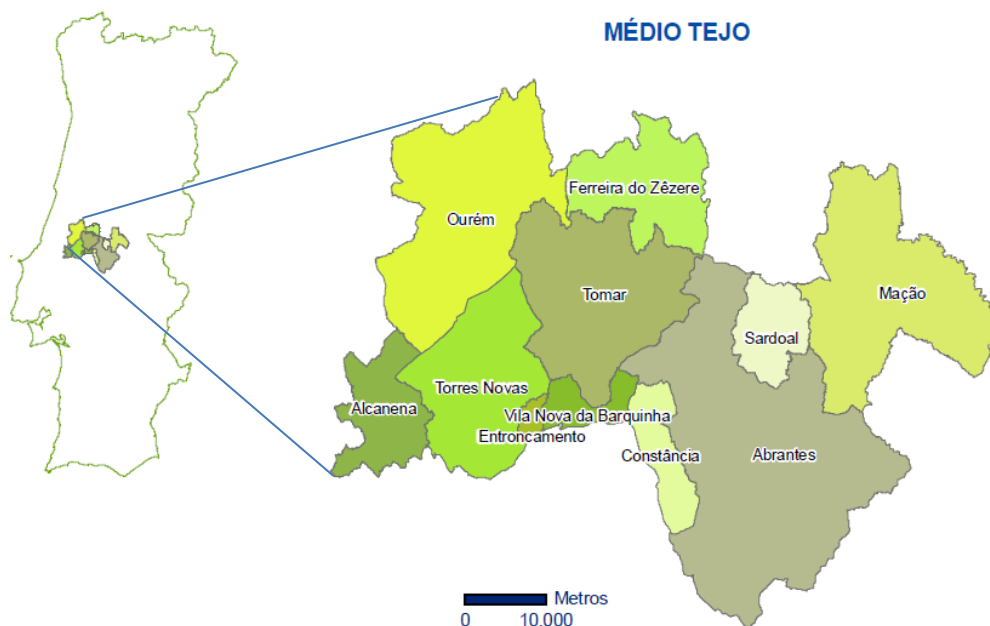 MÉDIO TEJO
Ferreira do Zêzere
Ourém
Tomar
Mação
Sardoal
Torres Novas
Alcanena
Vila Nova da Barquinha
Entroncamento
Constância
Abrantes
Metros
0 10.000